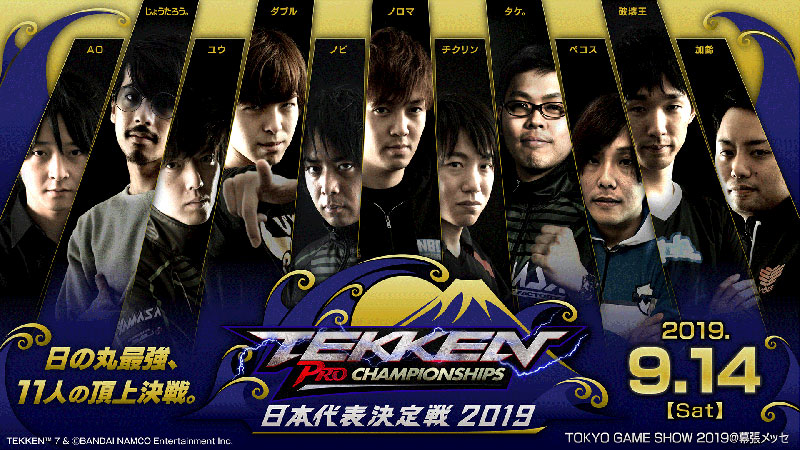 AO
じょうたろう。
ユウ
ダブル
ノビ
ノロマ
チクリン
タケ。
ペコス
破壊王
加齢
日の丸最強、
11人の頂上決戦。
TEKKEN
PRO CHAMPIONSHIPS
日本代表決定戦 2019
2019.
9.14
【Sat】
TEKKEN™ 7 & ©BANDAI NAMCO Entertainment Inc.
TOKYO GAME SHOW 2019@幕張メッセ